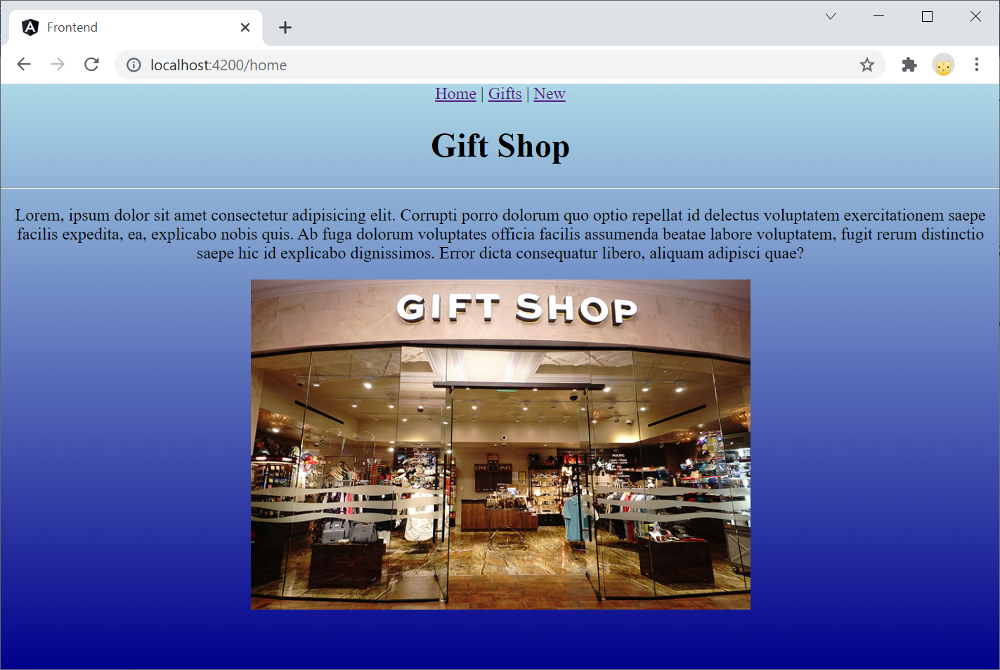 Frontend
localhost:4200/home
Home | Gifts | New
Gift Shop
Lorem, ipsum dolor sit amet consectetur adipisicing elit. Corrupti porro dolorum quo optio repellat id delectus voluptatem exercitationem saepe
facilis expedita, ea, explicabo nobis quis. Ab fuga dolorum voluptates officia facilis assumenda beatae labore voluptatem, fugit rerum distinctio
saepe hic id explicabo dignissimos. Error dicta consequatur libero, aliquam adipisci quae?
GIFT SHOP
HOURS
HOURS